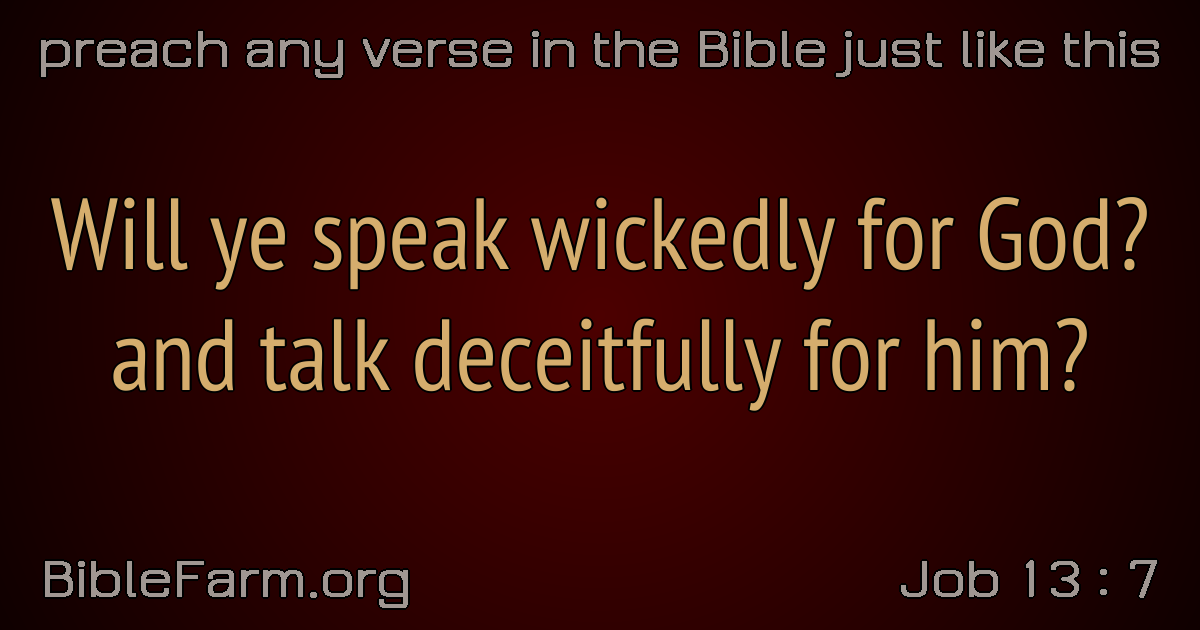 preach any verse in the Bible just like this
Will ye speak wickedly for God?
and talk deceitfully for him?
BibleFarm.org
Job 13 : 7